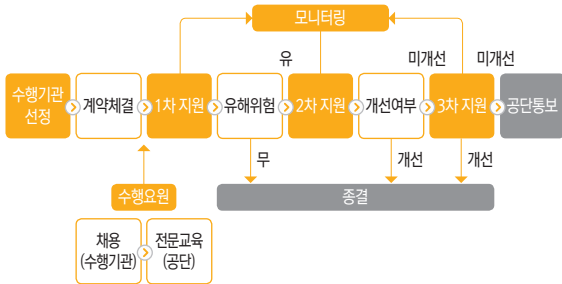 모니터링
유
미개선
미개선
수행기관
선정
계약체결
1차 지원
유해위험
2차 지원
개선여부
3차 지원
공단통보
무
개선
개선
수행요원
종결
채용
(수행기관)
전문교육
(공단)